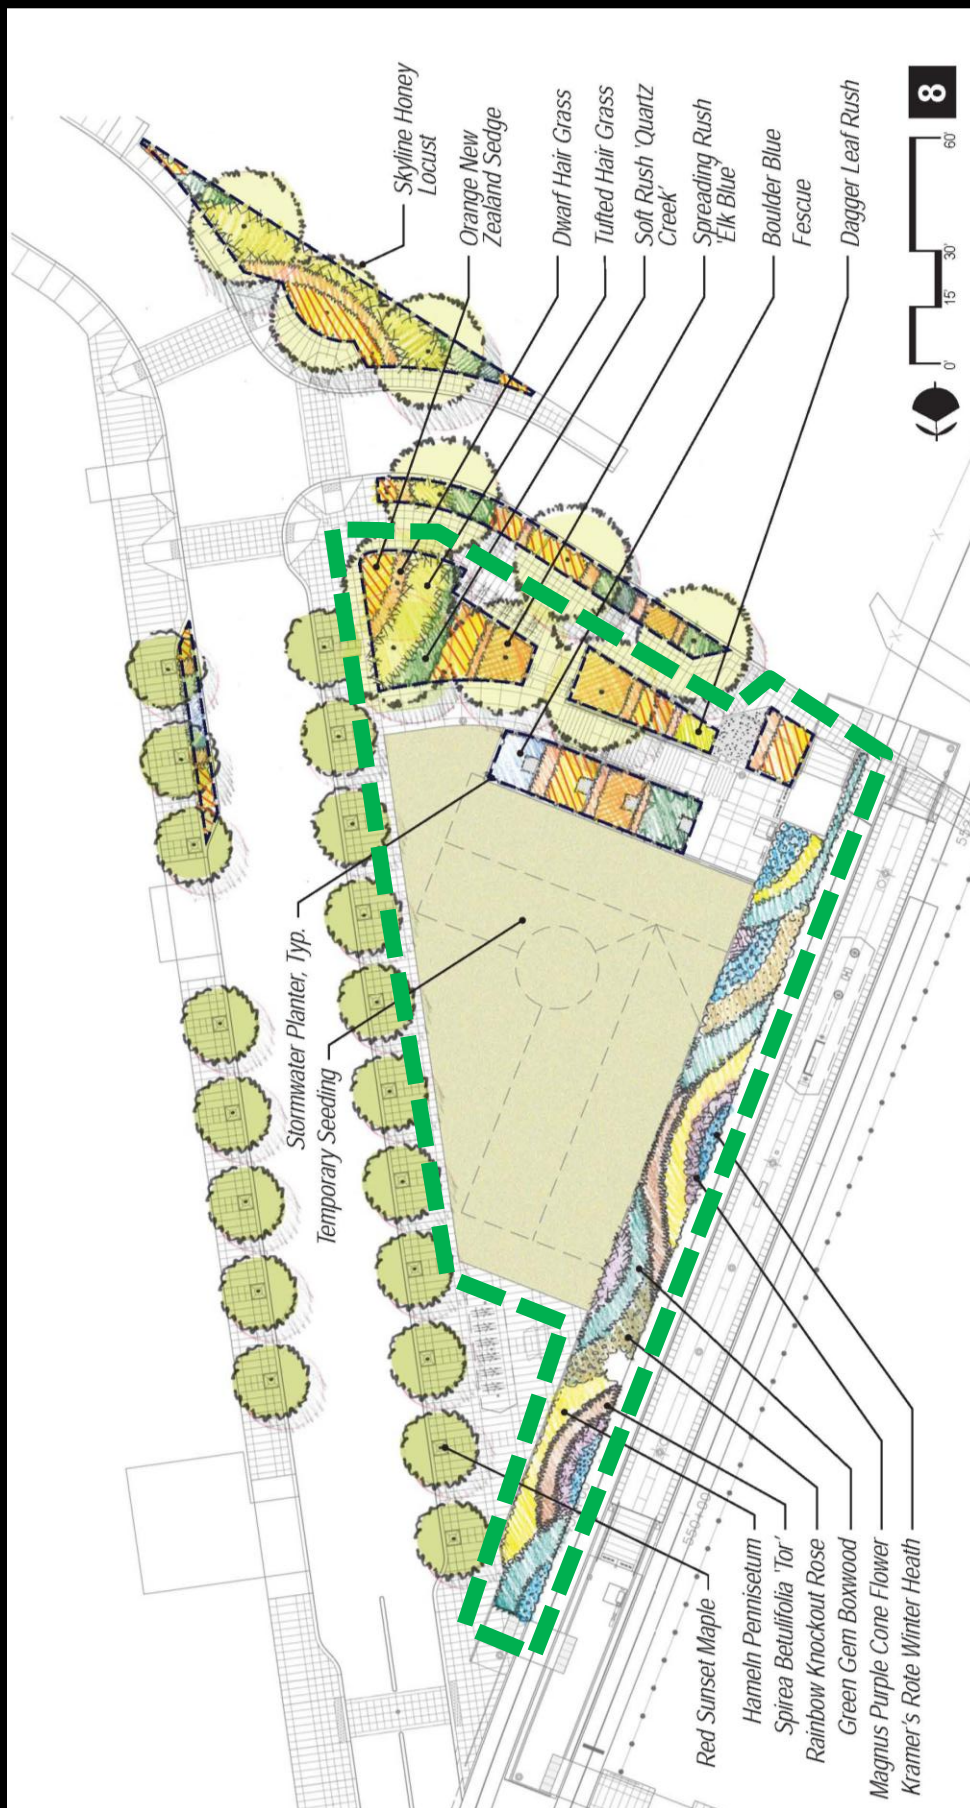 Skyline Honey
Locust
Orange New
Zealand Sedge
Dwarf Hair Grass
Tufted Hair Grass
Soft Rush 'Quartz
Creek'
Spreading Rush
'Elk Blue'
Boulder Blue
Fescue
Dagger Leaf Rush
8
0'
15'
30'
60'
Stormwater Planter, Typ.
Temporary Seeding
X
X
550+00
Red Sunset Maple
Hameln Pennisetum
Spirea Betulifolia 'Tor'
Rainbow Knockout Rose
Green Gem Boxwood
Magnus Purple Cone Flower
Kramer's Rote Winter Heath